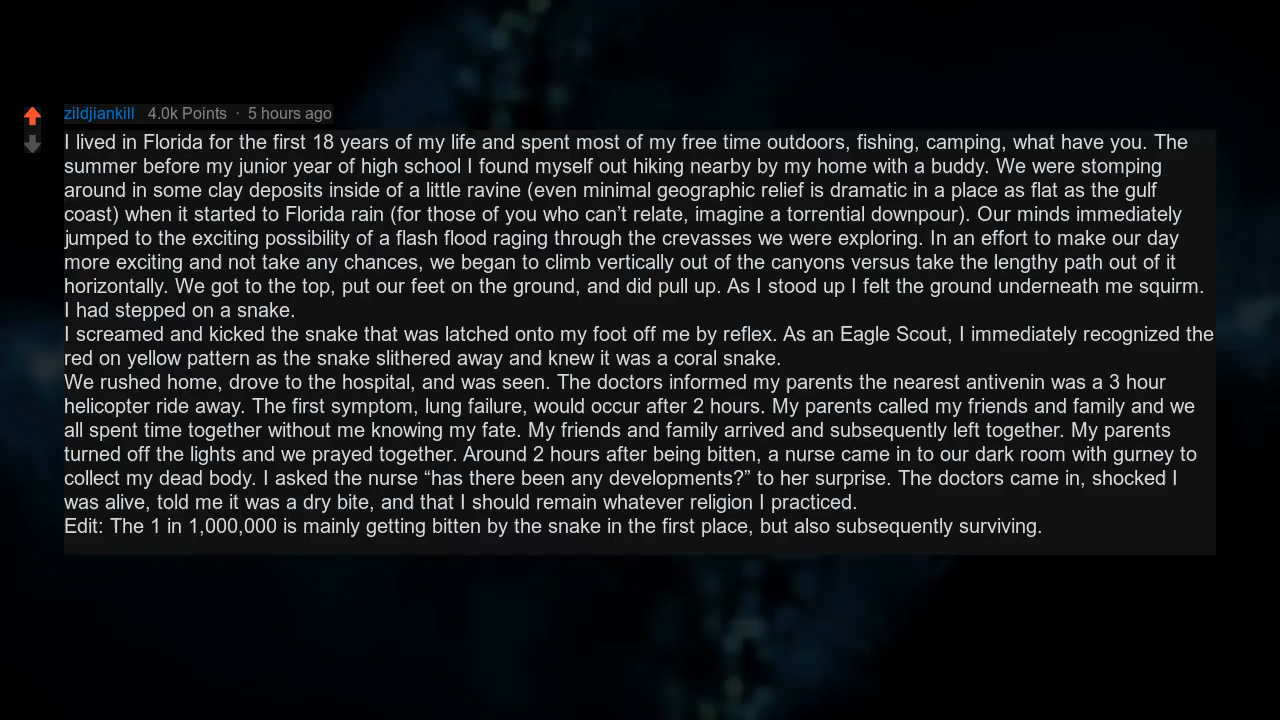 zildjiankill 4.0k Points · 5 hours ago
I lived in Florida for the first 18 years of my life and spent most of my free time outdoors, fishing, camping, what have you. The
summer before my junior year of high school I found myself out hiking nearby by my home with a buddy. We were stomping
around in some clay deposits inside of a little ravine (even minimal geographic relief is dramatic in a place as flat as the gulf
coast) when it started to Florida rain (for those of you who can’t relate, imagine a torrential downpour). Our minds immediately
jumped to the exciting possibility of a flash flood raging through the crevasses we were exploring. In an effort to make our day
more exciting and not take any chances, we began to climb vertically out of the canyons versus take the lengthy path out of it
horizontally. We got to the top, put our feet on the ground, and did pull up. As I stood up I felt the ground underneath me squirm.
I had stepped on a snake.
I screamed and kicked the snake that was latched onto my foot off me by reflex. As an Eagle Scout, I immediately recognized the
red on yellow pattern as the snake slithered away and knew it was a coral snake.
We rushed home, drove to the hospital, and was seen. The doctors informed my parents the nearest antivenin was a 3 hour
helicopter ride away. The first symptom, lung failure, would occur after 2 hours. My parents called my friends and family and we
all spent time together without me knowing my fate. My friends and family arrived and subsequently left together. My parents
turned off the lights and we prayed together. Around 2 hours after being bitten, a nurse came in to our dark room with gurney to
collect my dead body. I asked the nurse “has there been any developments?” to her surprise. The doctors came in, shocked I
was alive, told me it was a dry bite, and that I should remain whatever religion I practiced.
Edit: The 1 in 1,000,000 is mainly getting bitten by the snake in the first place, but also subsequently surviving.